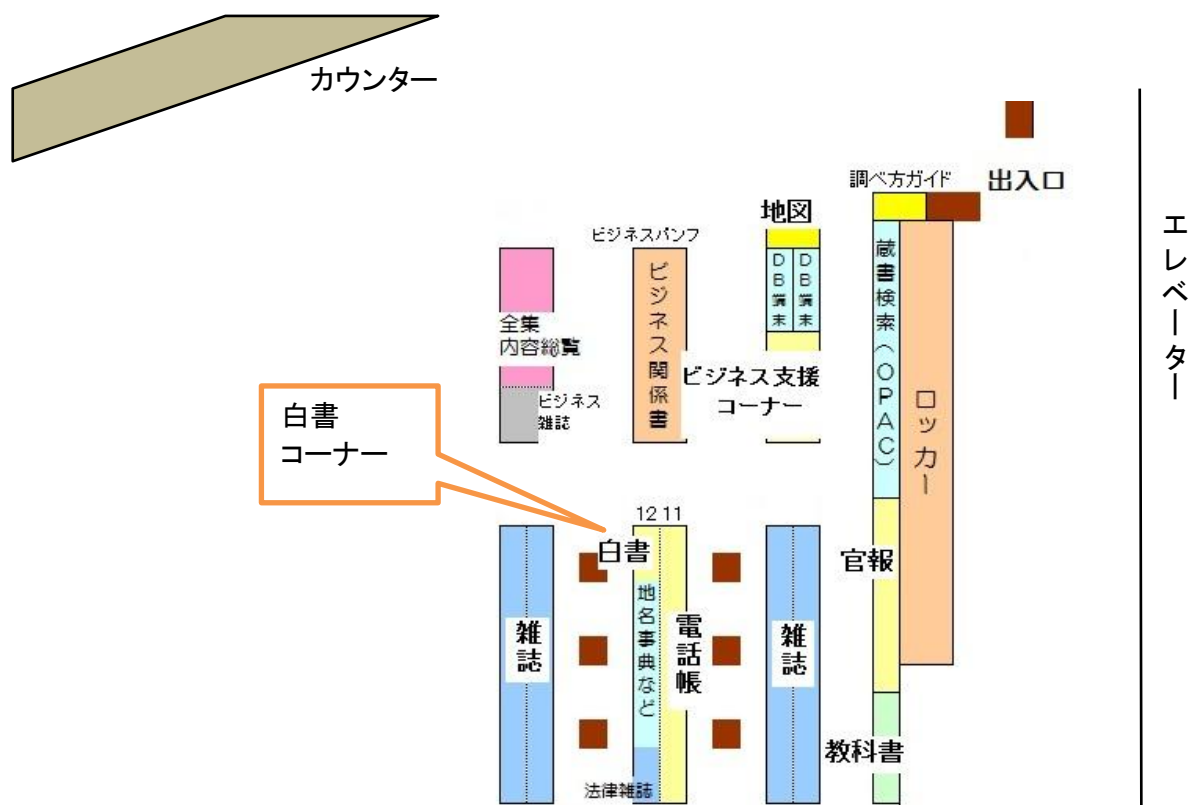 カウンター
調べ方ガイド
出入口
エレベーター
地図
ビジネスパンフ
DB端末
DB端末
蔵書検索(OPAC)
ロッカー
ビジネス関係書
全集
内容総覧
ビジネス支援
コーナー
ビジネス
雑誌
白書
コーナー
12 11
白書
官報
地名事典など
電話帳
雑誌
雑誌
教科書
法律雑誌